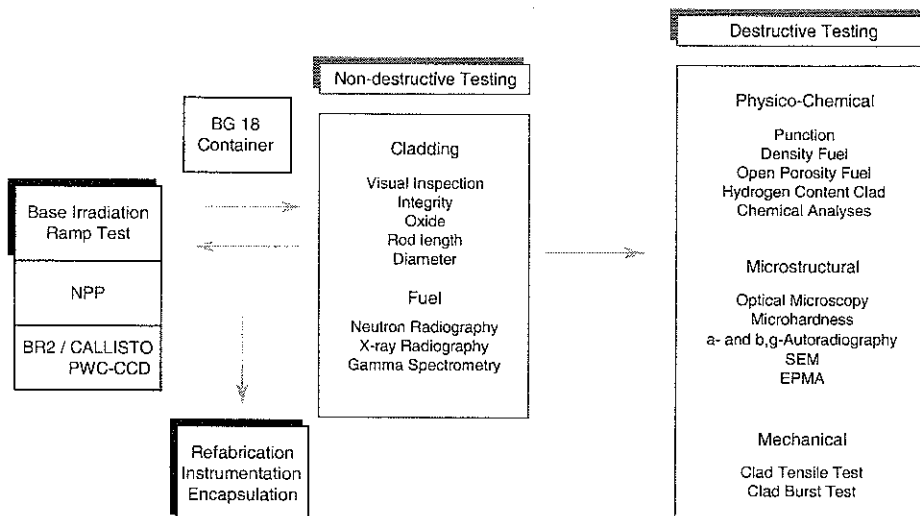 Destructive Testing
Non-destructive Testing
BG 18
Container
Base Irradiation
Ramp Test
NPP
BR2 / CALLISTO
PWC-CCD
Refabrication
Instrumentation
Encapsulation
Cladding
Visual Inspection
Integrity
Oxide
Rod length
Diameter
Fuel
Neutron Radiography
X-ray Radiography
Gamma Spectrometry
Physico-Chemical
Punction
Density Fuel
Open Porosity Fuel
Hydrogen Content Clad
Chemical Analyses
Microstructural
Optical Microscopy
Microhardness
a- and b,g-Autoradiography
SEM
EPMA
Mechanical
Clad Tensile Test
Clad Burst Test